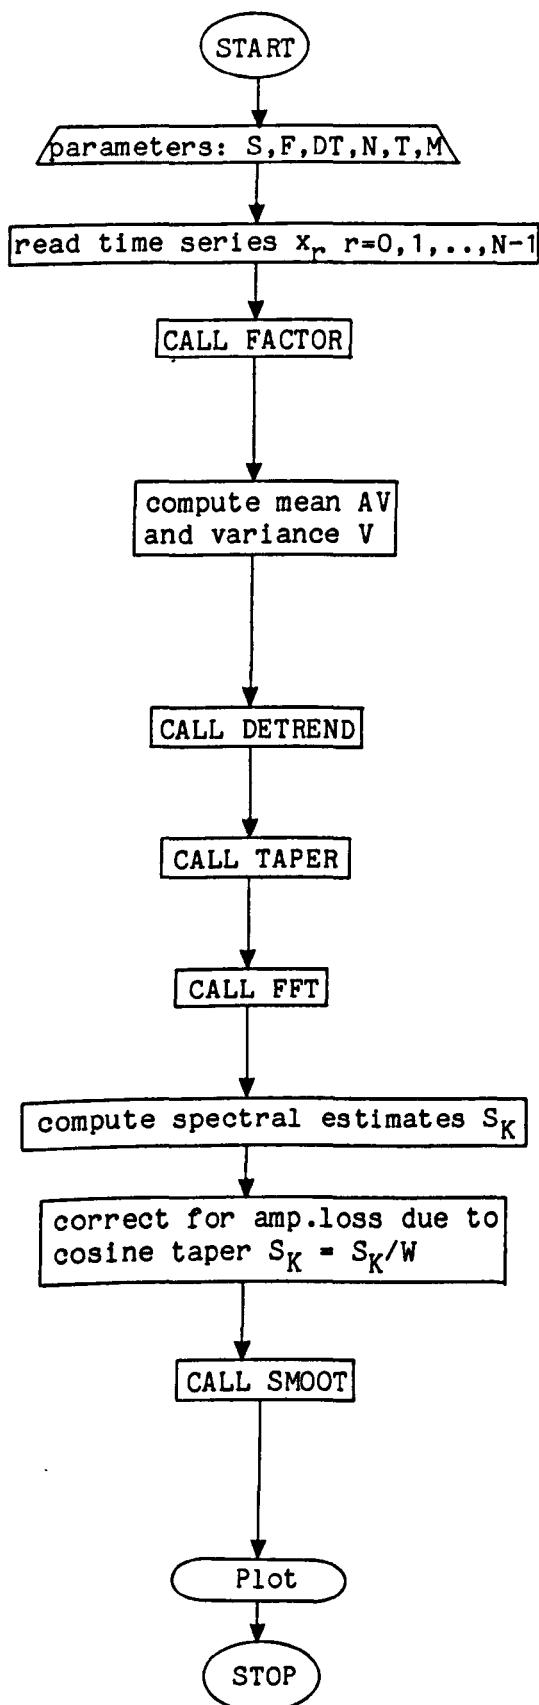 START
parameters: S,F,DT,N,T,M
read time series x_r r=0,1,..,N-1
CALL FACTOR
compute mean AV
and variance V
CALL DETREND
CALL TAPER
CALL FFT
compute spectral estimates S_K
correct for amp.loss due to
cosine taper S_K = S_K/W
CALL SMOOT
Plot
STOP